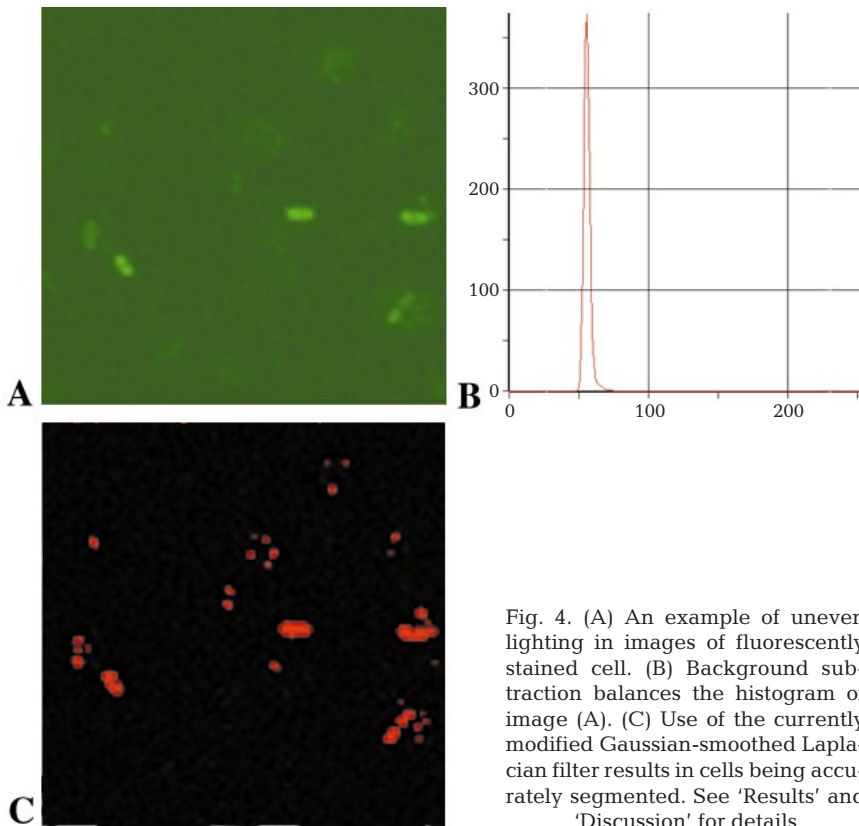 A
B
300
200
100
0
0 100 200
C
Fig. 4. (A) An example of uneven
lighting in images of fluorescently
stained cell. (B) Background sub-
traction balances the histogram of
image (A). (C) Use of the currently
modified Gaussian-smoothed Lapla-
cian filter results in cells being accu-
rately segmented. See ‘Results’ and
‘Discussion’ for details